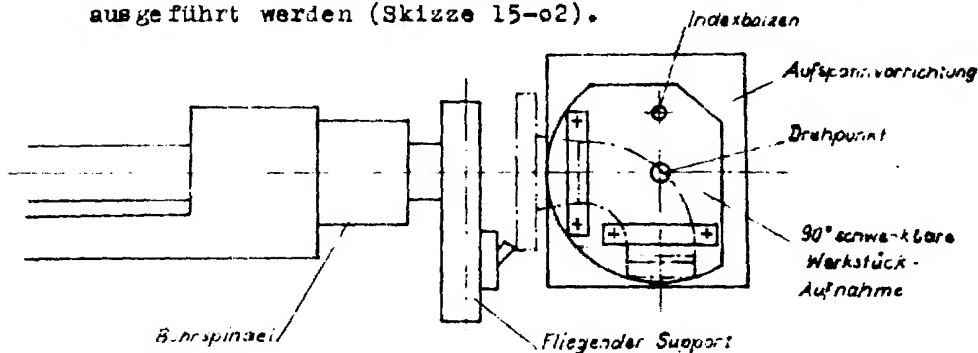 ausgeführt werden (Skizze 15-o2).
Indexbolzen
Aufspannvorrichtung
Drehpunkt
90° schwenkbare
Werkstück-
Aufnahme
Bohrspindel
Fliegender Support